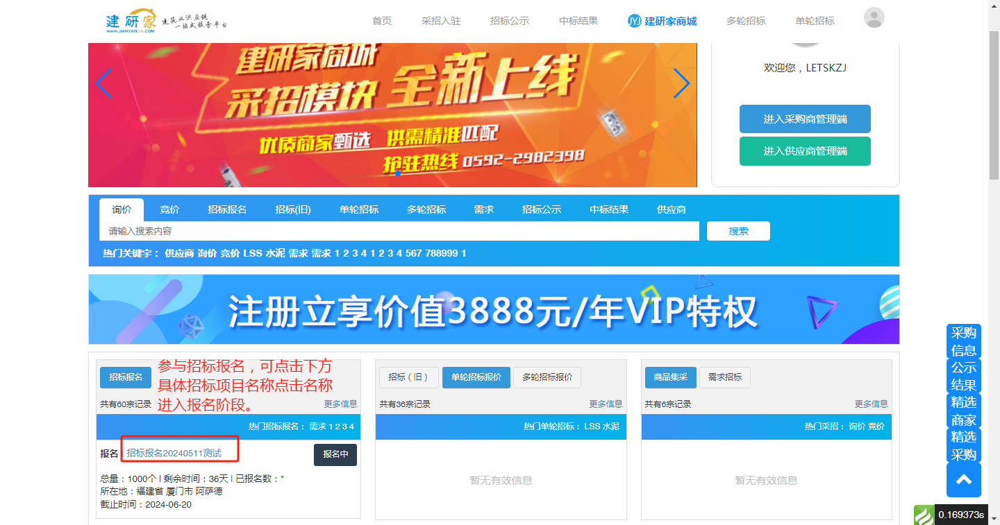 建 研 家
建筑业供应链
一站式服务平台
WWW.JIANYANJIA.COM
首页
采招入驻
招标公示
中标结果
JYJ 建研家商城
多轮招标
单轮招标
建研家商城
采招模块 全新上线
优质商家甄选 供需精准匹配
抢驻热线 0592-2982398
欢迎您，LETSKZJ
进入采购商管理端
进入供应商管理端
询价
竞价
招标报名
招标(旧)
单轮招标
多轮招标
需求
招标公示
中标结果
供应商
请输入搜索内容
搜索
热门关键字： 供应商 询价 竞价 LSS 水泥 需求 需求 1 2 3 4 1 2 3 4 567 788999 1
注册立享价值3888元/年VIP特权
招标报名
参与招标报名，可点击下方
具体招标项目名称点击名称
进入报名阶段。
共有60宗记录
更多信息
热门招标报名： 需求 1 2 3 4
报名
招标报名20240511测试
报名中
总量：1000个 | 剩余时间：36天 | 已报名数：*
所在地：福建省 厦门市 阿萨德
截止时间：2024-06-20
招标（旧）
单轮招标报价
多轮招标报价
共有36宗记录
更多信息
热门单轮招标： LSS 水泥
暂无有效信息
商品集采
需求招标
共有6宗记录
更多信息
热门采招： 询价 竞价
暂无有效信息
采购
信息
公示
结果
精选
商家
精选
采购
0.169373s